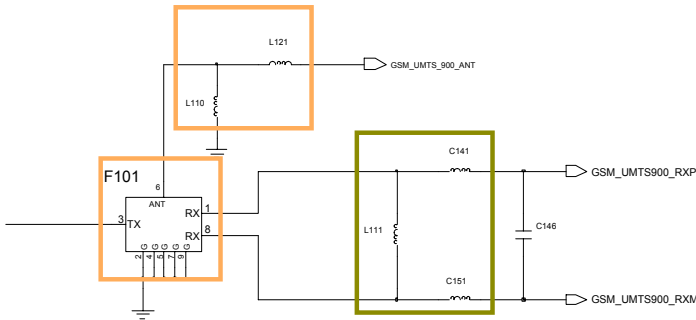 L121
GSM_UMTS_900_ANT
L110
F101
6
ANT
C141
GSM_UMTS900_RXP
3 TX
RX 1
RX 8
L111
C146
G G G G G
2 4 5 7 9
C151
GSM_UMTS900_RXM